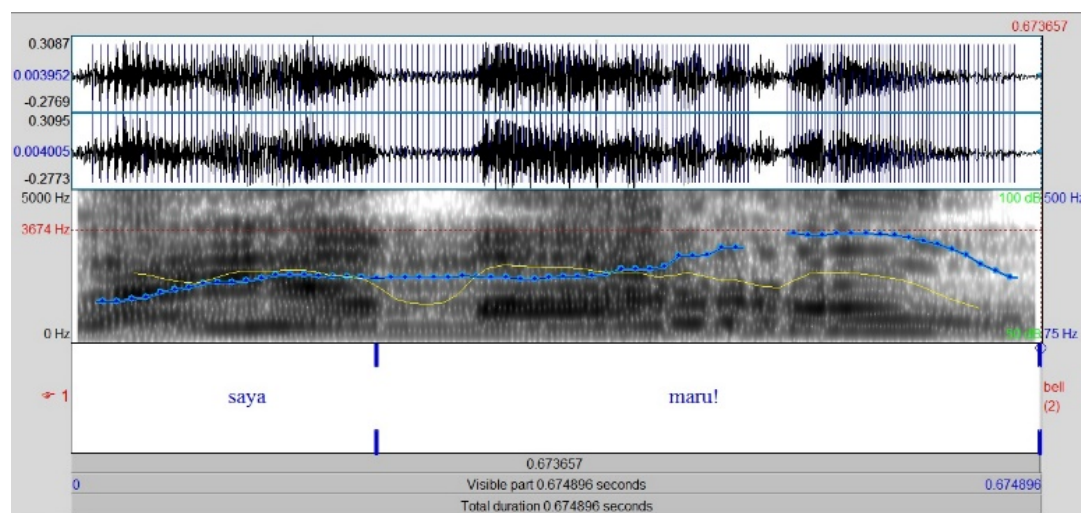 0.673657
0.3087
0.003952
-0.2769
0.3095
0.004005
-0.2773
5000 Hz 100 dB 500 Hz
3674 Hz
0 Hz 75 Hz
1 saya maru! bell
(2)
0.673657
0 Visible part 0.674896 seconds 0.674896
Total duration 0.674896 seconds